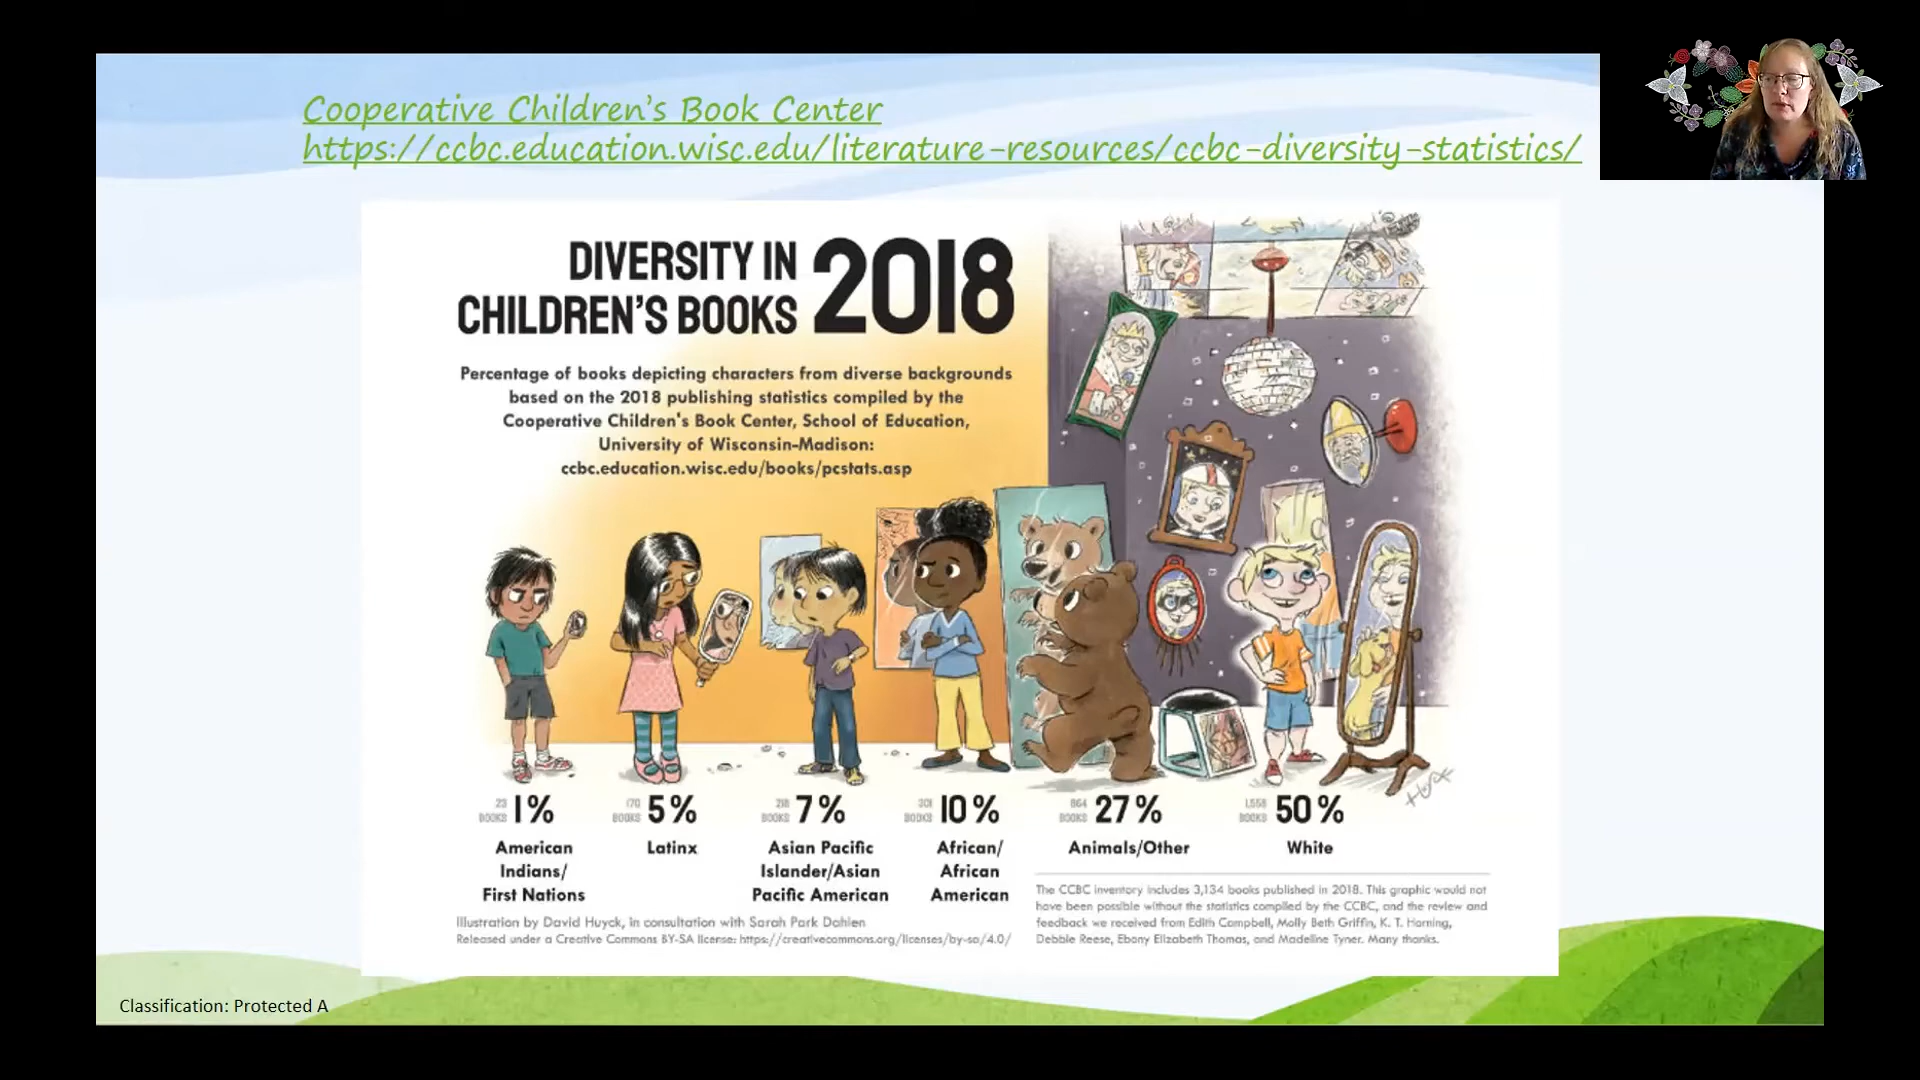 Cooperative Children's Book Center
https://ccbc.education.wisc.edu/literature-resources/ccbc-diversity-statistics/
DIVERSITY IN
CHILDREN'S BOOKS
2018
Percentage of books depicting characters from diverse backgrounds
based on the 2018 publishing statistics compiled by the
Cooperative Children's Book Center, School of Education,
University of Wisconsin-Madison:
ccbc.education.wisc.edu/books/pcstats.asp
23 BOOKS 1%
American
Indians/
First Nations
170 BOOKS 5%
Latinx
218 BOOKS 7%
Asian Pacific
Islander/Asian
Pacific American
301 BOOKS 10%
African/
African
American
864 BOOKS 27%
Animals/Other
1,558 BOOKS 50%
White
Illustration by David Huyck, in consultation with Sarah Park Dahlen
Released under a Creative Commons BY-SA license: https://creativecommons.org/licenses/by-sa/4.0/
The CCBC inventory includes 3,134 books published in 2018. This graphic would not
have been possible without the statistics compiled by the CCBC, and the review and
feedback we received from Edith Campbell, Molly Beth Griffin, K. T. Horning,
Debbie Reese, Ebony Elizabeth Thomas, and Madeline Tyner. Many thanks.
Huyck
Classification: Protected A